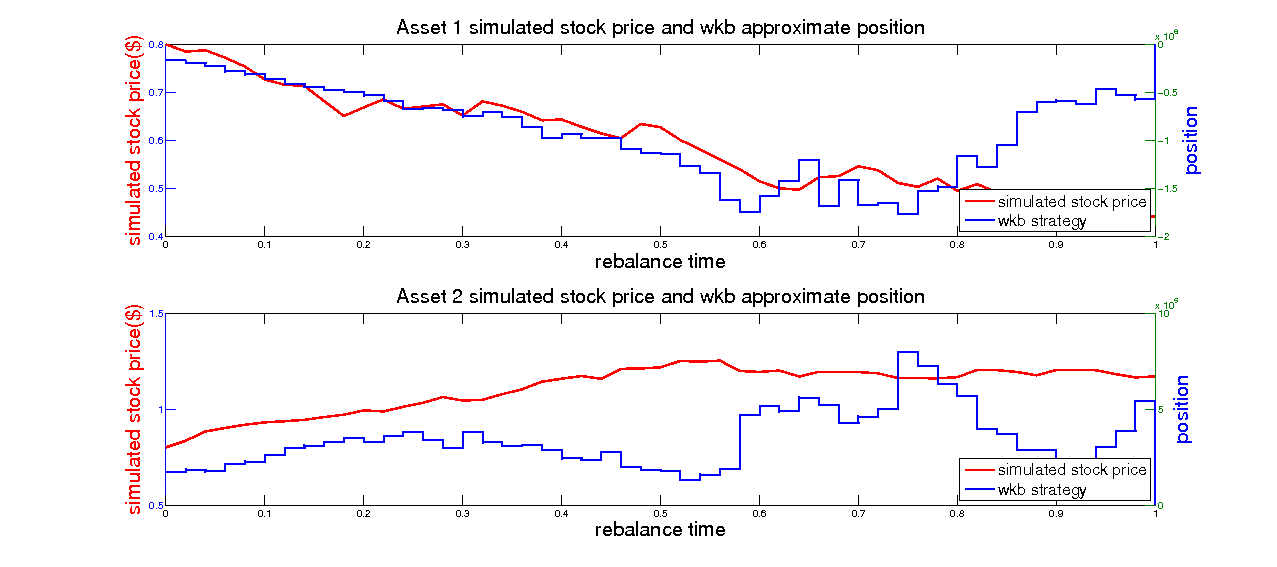 Asset 1 simulated stock price and wkb approximate position
x 10^6
simulated stock price($)
0.8
0.7
0.6
0.5
0.4
0
-0.5
-1
-1.5
-2
position
simulated stock price
wkb strategy
0 0.1 0.2 0.3 0.4 0.5 0.6 0.7 0.8 0.9 1
rebalance time
Asset 2 simulated stock price and wkb approximate position
simulated stock price($)
1.5
1
0.5
10
5
0
position
simulated stock price
wkb strategy
0 0.1 0.2 0.3 0.4 0.5 0.6 0.7 0.8 0.9 1
rebalance time